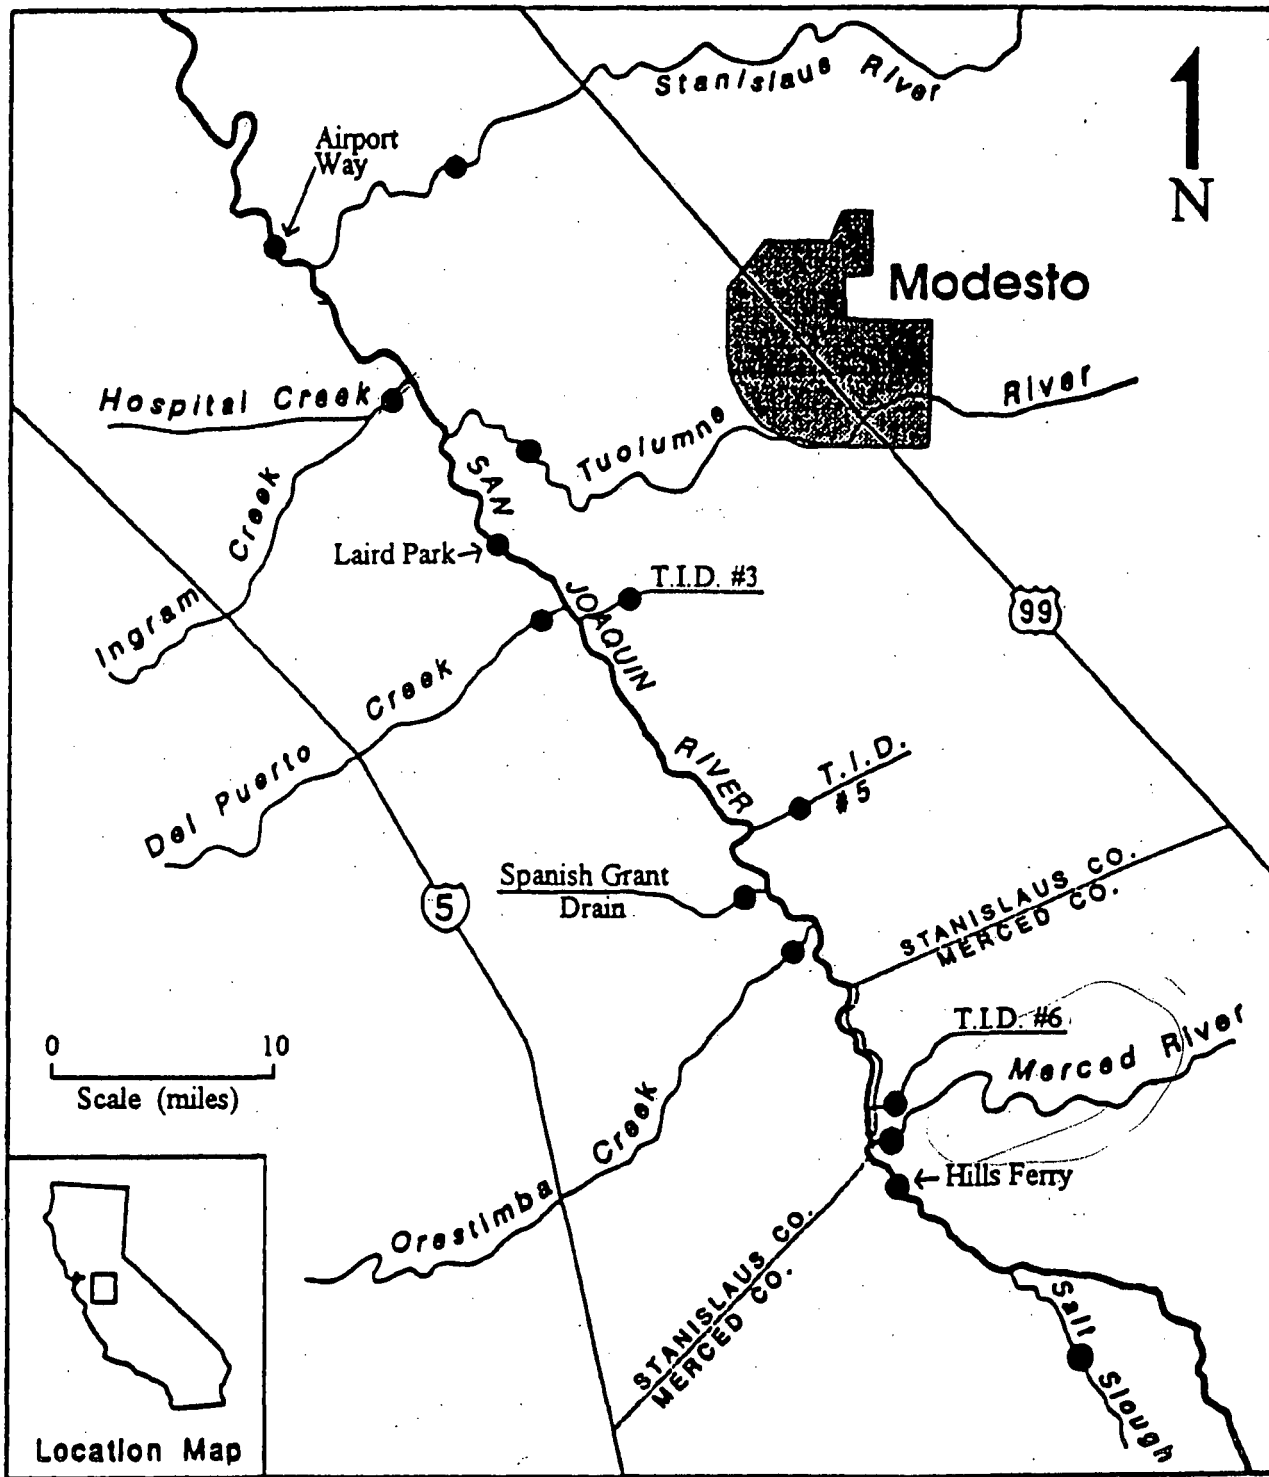 Stanislaus River
Airport
Way
N
Modesto
Hospital Creek
River
Tuolumne
SAN
JOAQUIN
RIVER
Ingram Creek
Laird Park
T.I.D. #3
99
Del Puerto Creek
T.I.D.
#5
Spanish Grant
Drain
5
STANISLAUS CO.
MERCED CO.
T.I.D. #6
Merced River
0 10
Scale (miles)
Hills Ferry
Orestimba Creek
STANISLAUS CO.
MERCED CO.
Salt Slough
Location Map